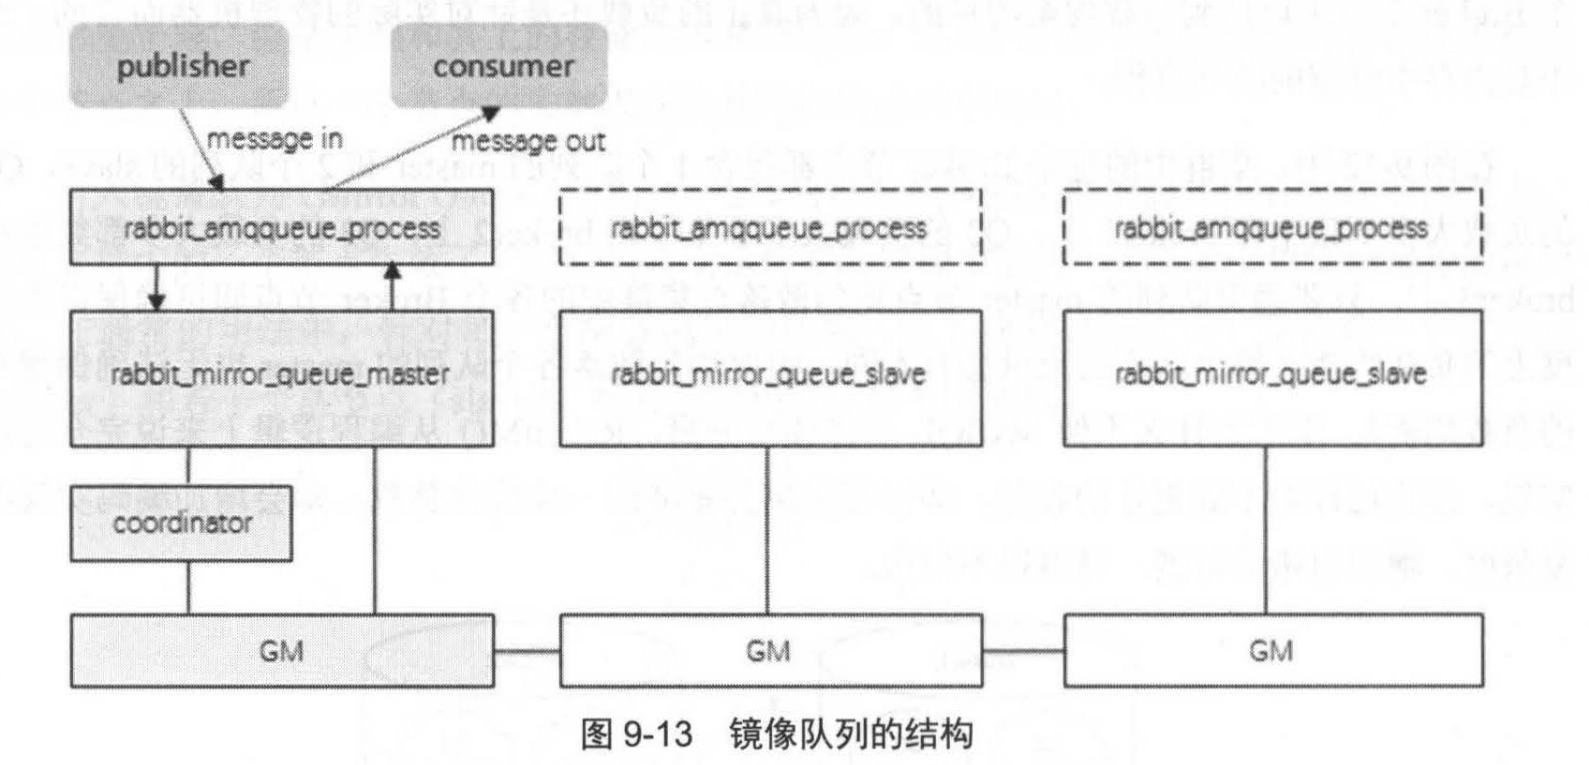 publisher
consumer
message in
message out
rabbit_amqqueue_process
rabbit_amqqueue_process
rabbit_amqqueue_process
rabbit_mirror_queue_master
rabbit_mirror_queue_slave
rabbit_mirror_queue_slave
coordinator
GM
GM
GM
图 9-13 镜像队列的结构